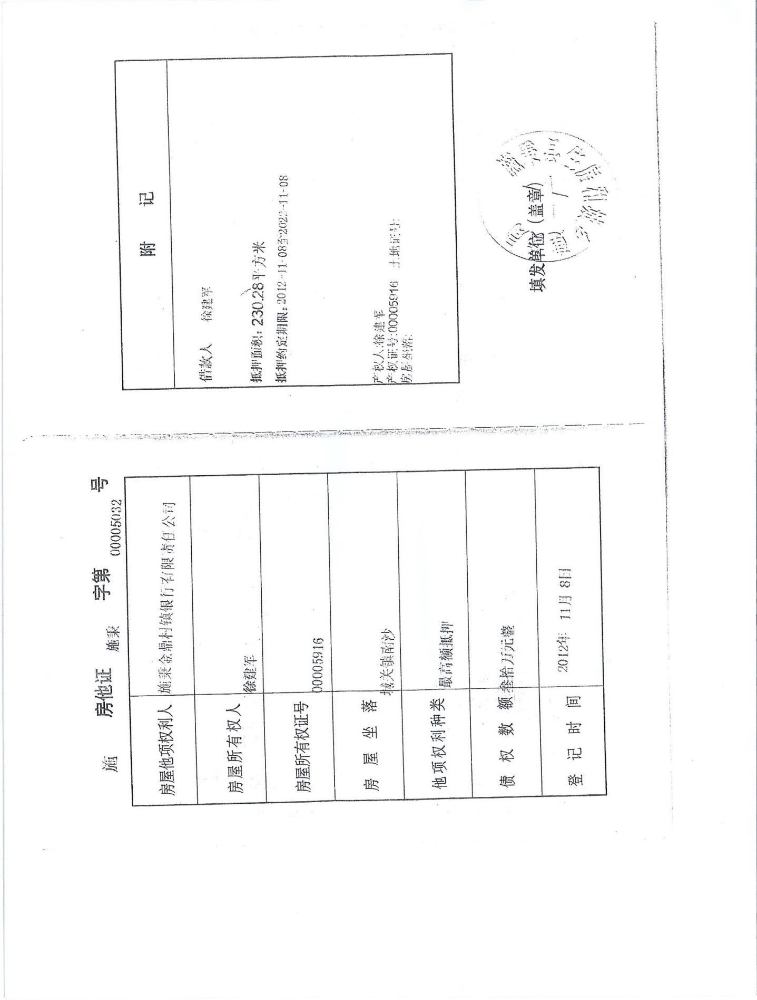 施 房他证 施秉 字第 00005032 号
房屋他项权利人 施秉金鼎村镇银行有限责任公司
房屋所有权人 徐建军
房屋所有权证号 00005916
房屋坐落 城关镇南沙
他项权利种类 最高额抵押
债权数额 叁拾万元整
登记时间 2012年 11月 8日
附 记
借款人 徐建军
抵押面积：230.28平方米
抵押约定期限：2012-11-08至2022-11-08
产权人:徐建军
产权证号:00005916 土地证号:
房屋坐落:
填发单位（盖章）